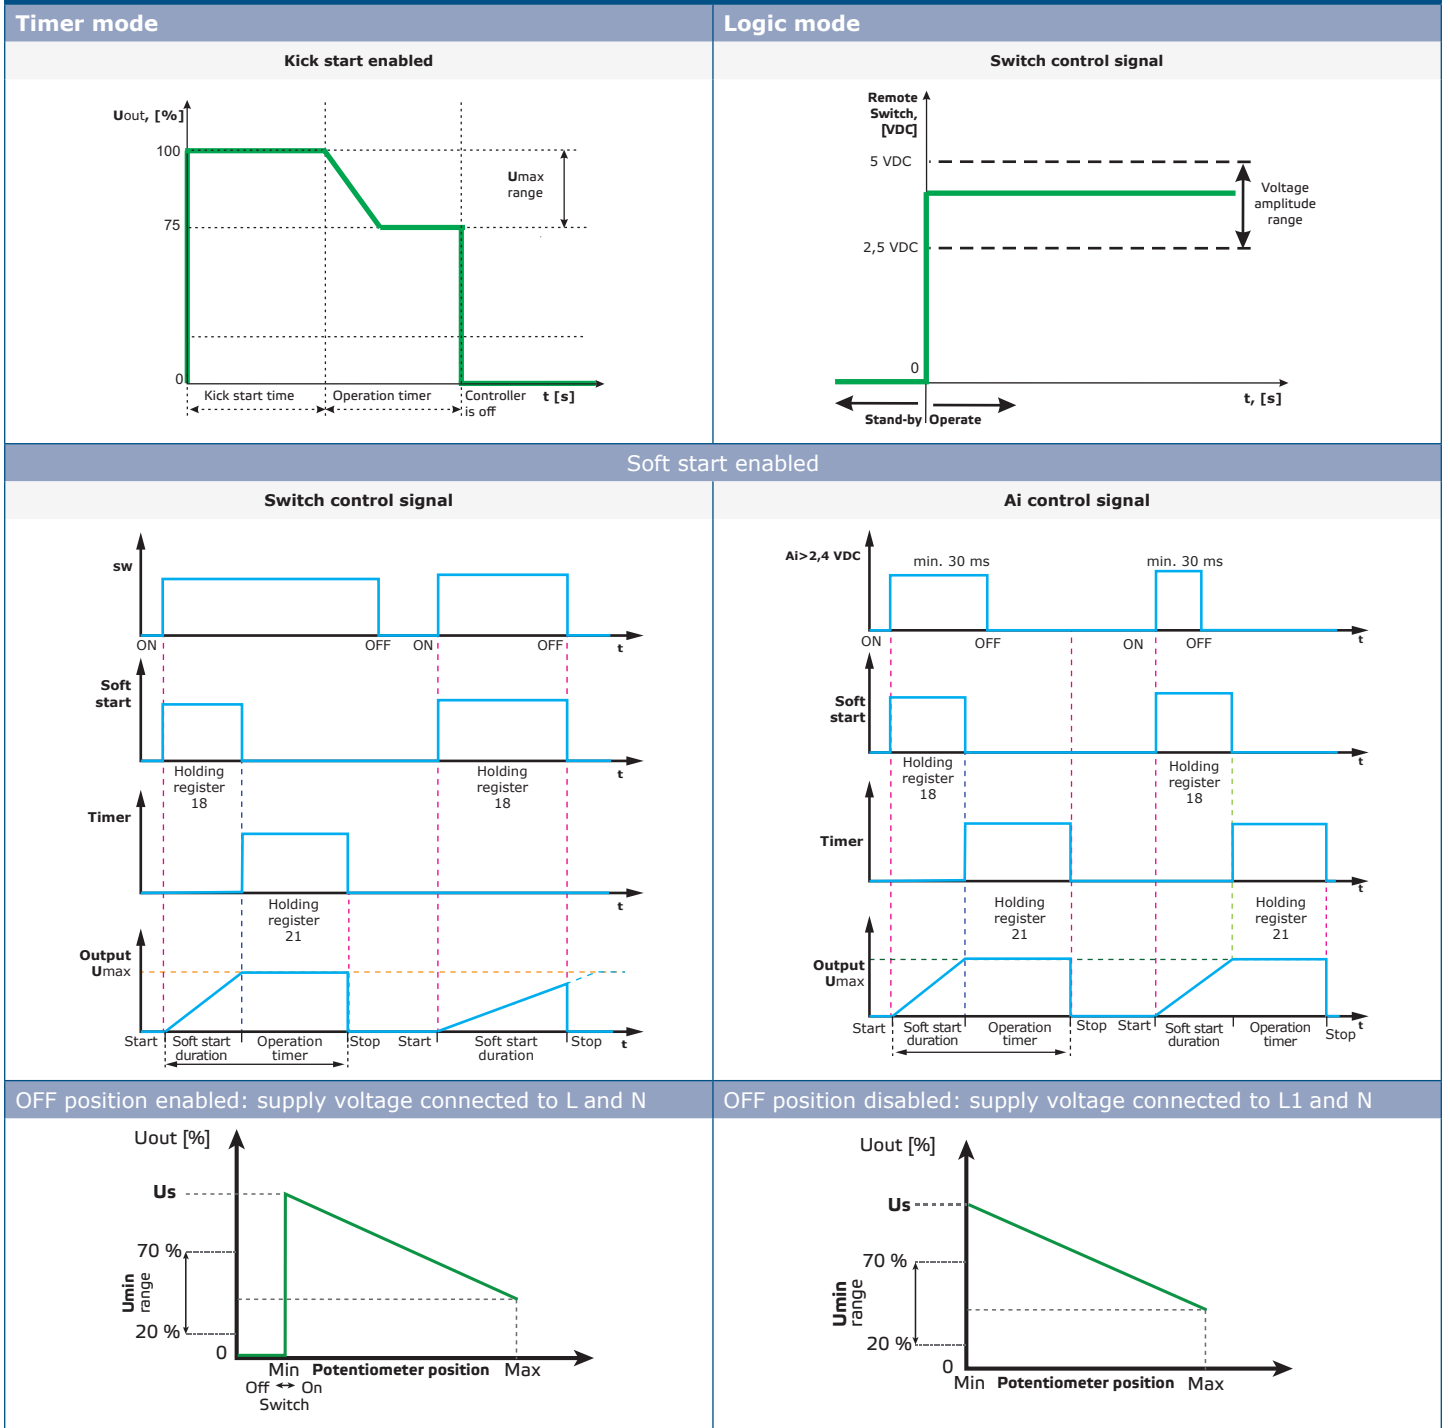 Timer mode
Logic mode
Kick start enabled
Switch control signal
Uout, [%]
100
75
0
Umax
range
Kick start time
Operation timer
Controller
is off
t [s]
Remote
Switch,
[VDC]
5 VDC
2,5 VDC
0
Voltage
amplitude
range
t, [s]
Stand-by
Operate
Soft start enabled
Switch control signal
Ai control signal
sw
ON
OFF
ON
OFF
t
Soft
start
Holding
register
18
Holding
register
18
t
Timer
Holding
register
21
t
Output
Umax
Start
Soft start
duration
Operation
timer
Stop
Start
Soft start
duration
Stop
t
Ai>2,4 VDC
min. 30 ms
min. 30 ms
ON
OFF
ON
OFF
t
Soft
start
Holding
register
18
Holding
register
18
t
Timer
Holding
register
21
Holding
register
21
t
Output
Umax
Start
Soft start
duration
Operation
timer
Stop
Start
Soft start
duration
Operation
timer
Stop
t
OFF position enabled: supply voltage connected to L and N
OFF position disabled: supply voltage connected to L1 and N
Uout [%]
Us
70 %
Umin
range
20 %
0
Min
Potentiometer position
Max
Off
On
Switch
Uout [%]
Us
70 %
Umin
range
20 %
0
Min
Potentiometer position
Max